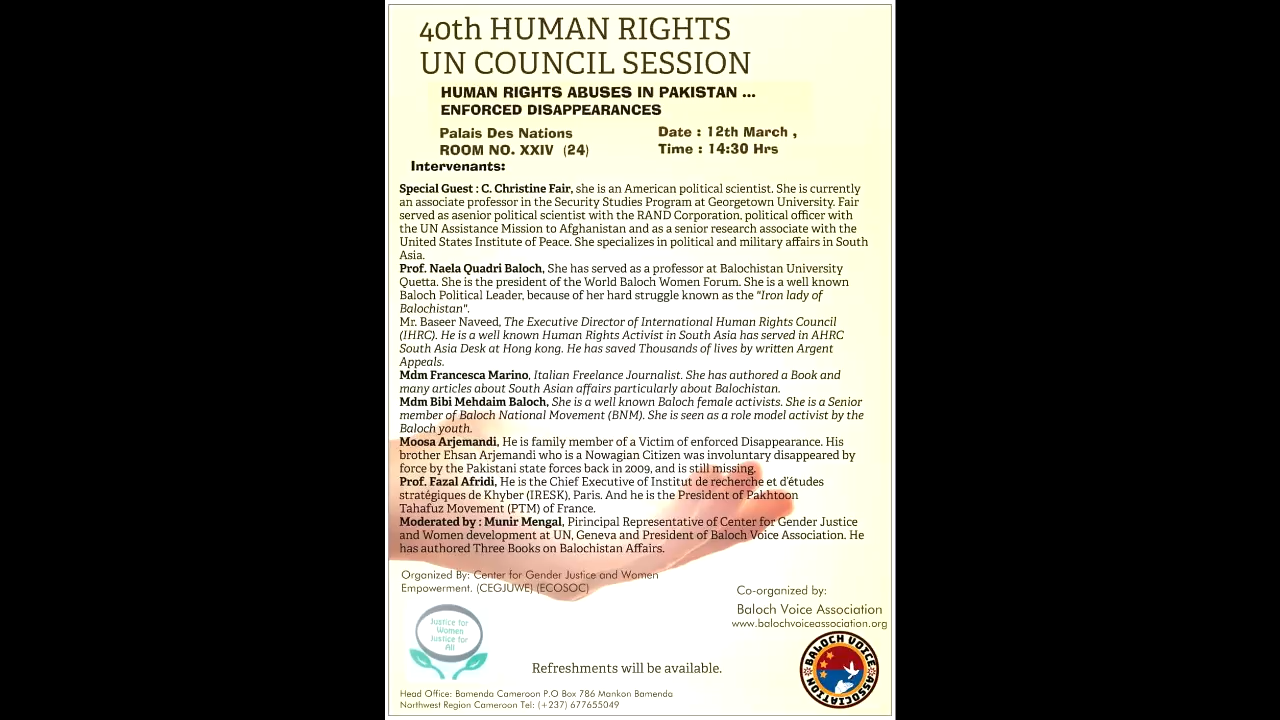 40th HUMAN RIGHTS
UN COUNCIL SESSION
HUMAN RIGHTS ABUSES IN PAKISTAN ...
ENFORCED DISAPPEARANCES
Palais Des Nations
ROOM NO. XXIV (24)
Date : 12th March ,
Time : 14:30 Hrs
Intervenants:
Special Guest : C. Christine Fair, she is an American political scientist. She is currently
an associate professor in the Security Studies Program at Georgetown University. Fair
served as asenior political scientist with the RAND Corporation, political officer with
the UN Assistance Mission to Afghanistan and as a senior research associate with the
United States Institute of Peace. She specializes in political and military affairs in South
Asia.
Prof. Naela Quadri Baloch, She has served as a professor at Balochistan University
Quetta. She is the president of the World Baloch Women Forum. She is a well known
Baloch Political Leader, because of her hard struggle known as the "Iron lady of
Balochistan".
Mr. Baseer Naveed, The Executive Director of International Human Rights Council
(IHRC). He is a well known Human Rights Activist in South Asia has served in AHRC
South Asia Desk at Hong kong. He has saved Thousands of lives by written Argent
Appeals.
Mdm Francesca Marino, Italian Freelance Journalist. She has authored a Book and
many articles about South Asian affairs particularly about Balochistan.
Mdm Bibi Mehdaim Baloch, She is a well known Baloch female activists. She is a Senior
member of Baloch National Movement (BNM). She is seen as a role model activist by the
Baloch youth.
Moosa Arjemandi, He is family member of a Victim of enforced Disappearance. His
brother Ehsan Arjemandi who is a Nowagian Citizen was involuntary disappeared by
force by the Pakistani state forces back in 2009, and is still missing.
Prof. Fazal Afridi, He is the Chief Executive of Institut de recherche et d'études
stratégiques de Khyber (IRESK), Paris. And he is the President of Pakhtoon
Tahafuz Movement (PTM) of France.
Moderated by : Munir Mengal, Pirincipal Representative of Center for Gender Justice
and Women development at UN, Geneva and President of Baloch Voice Association. He
has authored Three Books on Balochistan Affairs.
Organized By: Center for Gender Justice and Women
Empowerment. (CEGJUWE) (ECOSOC)
Co-organized by:
Baloch Voice Association
www.balochvoiceassociation.org
Justice for
Women
Justice for
All
BALOCH VOICE
ASSOCIATION
Refreshments will be available.
Head Office: Bamenda Cameroon P.O Box 786 Mankon Bamenda
Northwest Region Cameroon Tel: (+237) 677655049